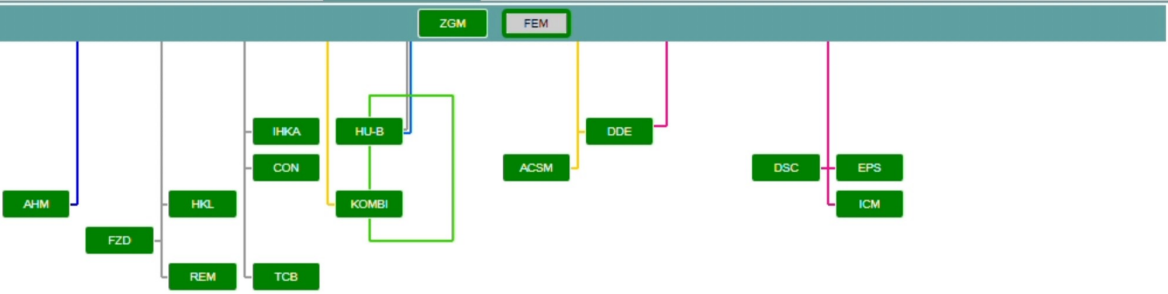 ZGM FEM
IHKA HU-B DDE
CON ACSM DSC EPS
AHM HKL KOMBI ICM
FZD
REM TCB